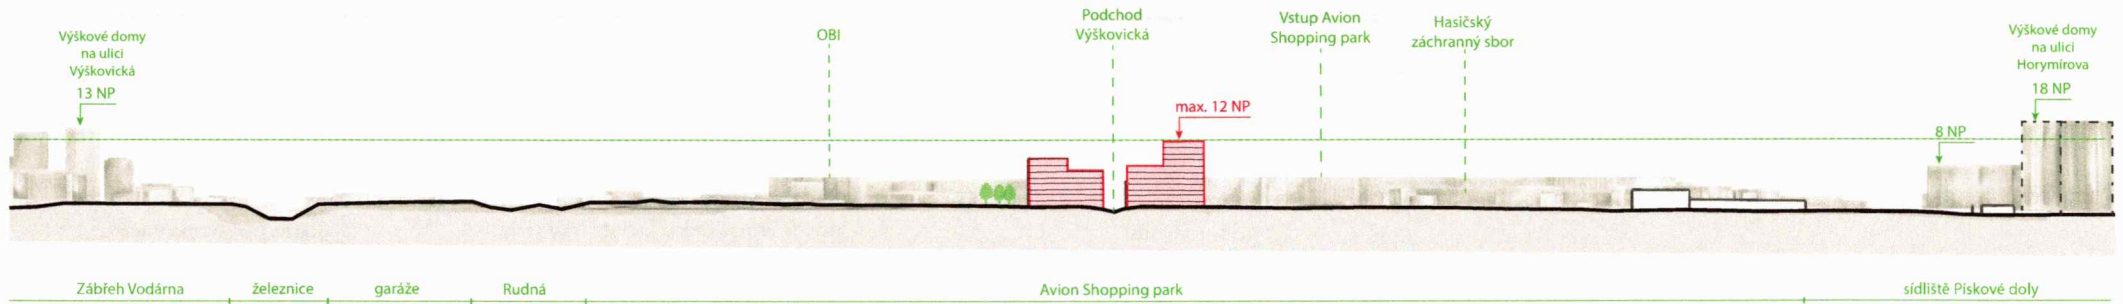 Výškové domy
na ulici
Výškovická
13 NP
OBI
Podchod
Výškovická
max. 12 NP
Vstup Avion
Shopping park
Hasičský
záchranný sbor
8 NP
Výškové domy
na ulici
Horymírova
18 NP
Zábřeh Vodárna
železnice
garáže
Rudná
Avion Shopping park
sídliště Pískové doly